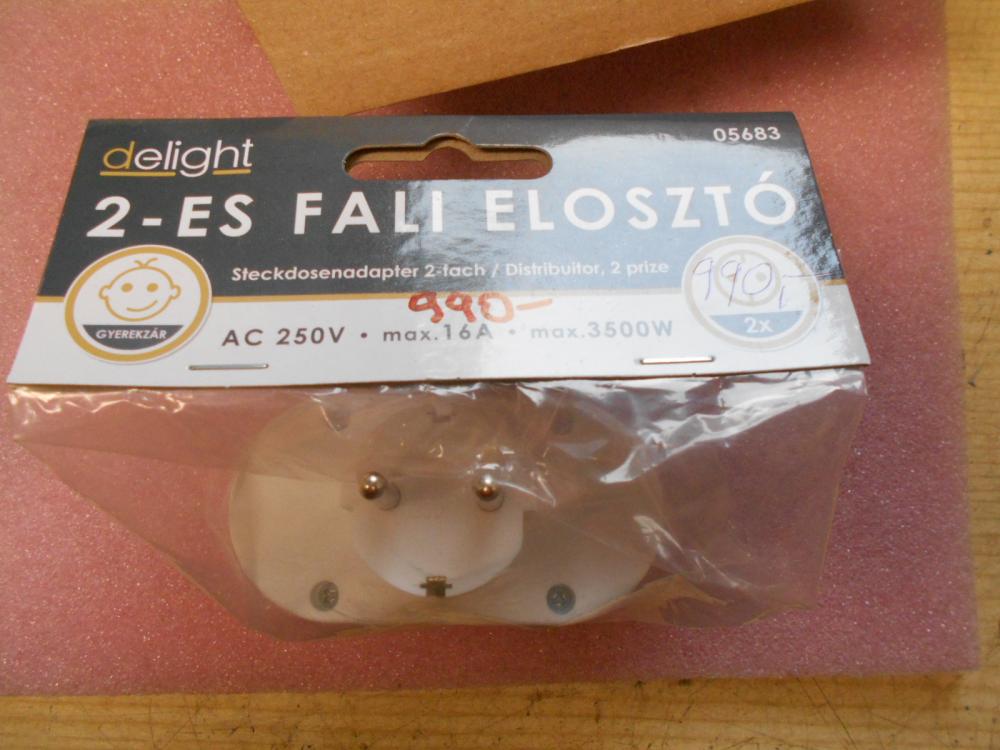 delight
05683
2-ES FALI ELOSZTÓ
Steckdosenadapter 2-fach / Distribuitor, 2 prize
990,-
990-
GYEREKZÁR
AC 250V • max.16A • max.3500W
2x